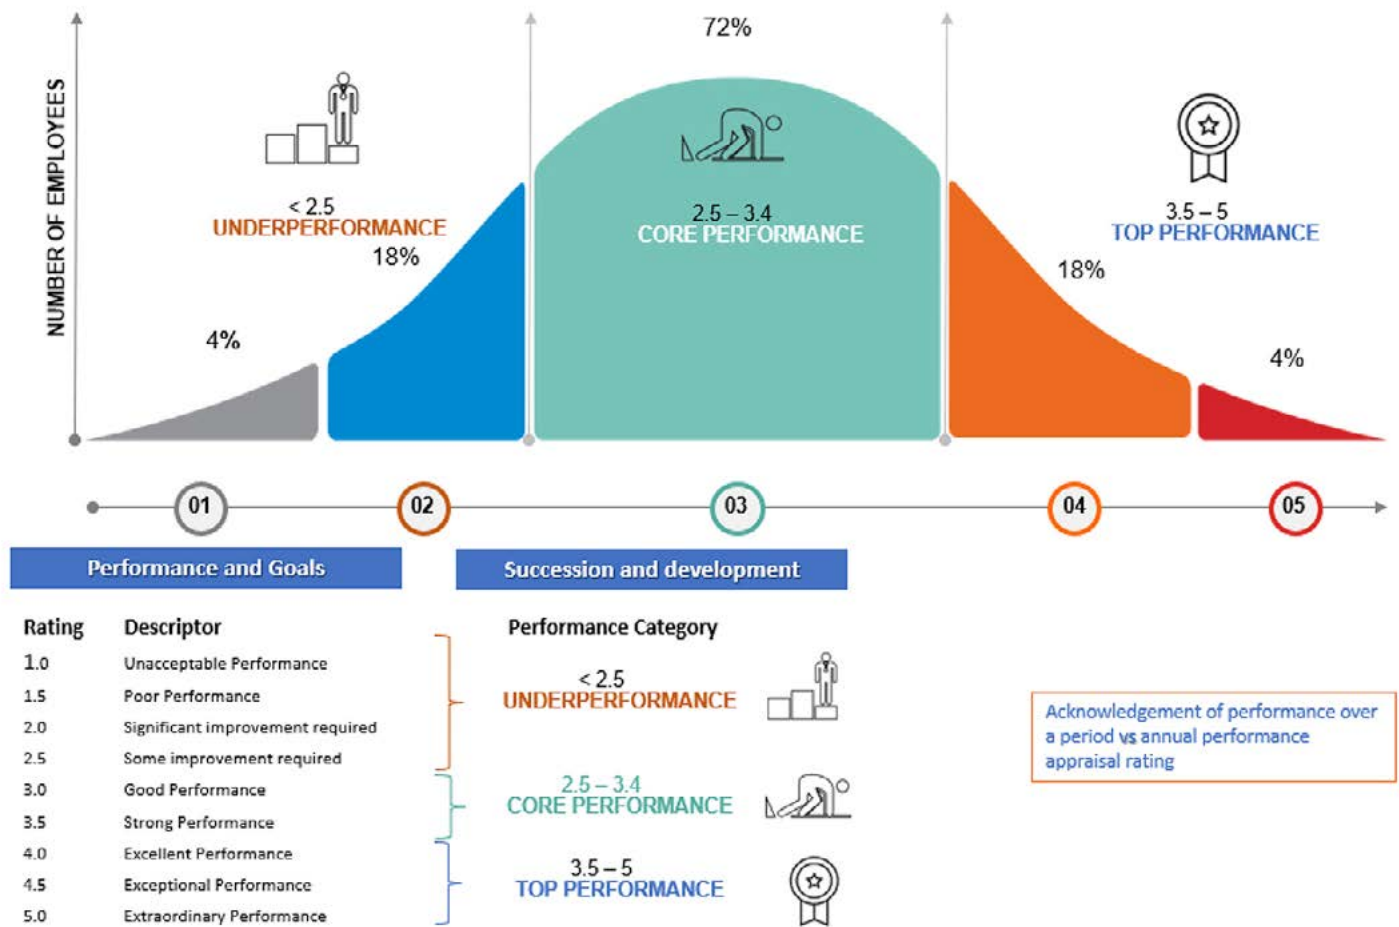 72%
NUMBER OF EMPLOYEES
< 2.5
UNDERPERFORMANCE
2.5 – 3.4
CORE PERFORMANCE
3.5 – 5
TOP PERFORMANCE
18%
18%
4%
4%
01
02
03
04
05
Performance and Goals
Succession and development
Rating Descriptor
Performance Category
1.0 Unacceptable Performance
1.5 Poor Performance
2.0 Significant improvement required
2.5 Some improvement required
3.0 Good Performance
3.5 Strong Performance
4.0 Excellent Performance
4.5 Exceptional Performance
5.0 Extraordinary Performance
< 2.5
UNDERPERFORMANCE
2.5 – 3.4
CORE PERFORMANCE
3.5 – 5
TOP PERFORMANCE
Acknowledgement of performance over
a period vs annual performance
appraisal rating